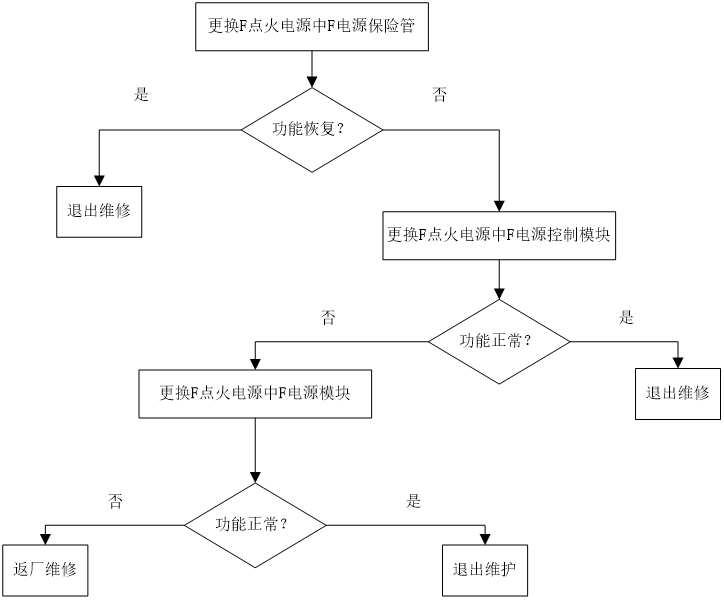 更换F点火电源中F电源保险管
是
否
功能恢复？
退出维修
更换F点火电源中F电源控制模块
否
是
功能正常？
更换F点火电源中F电源模块
退出维修
否
是
功能正常？
返厂维修
退出维护